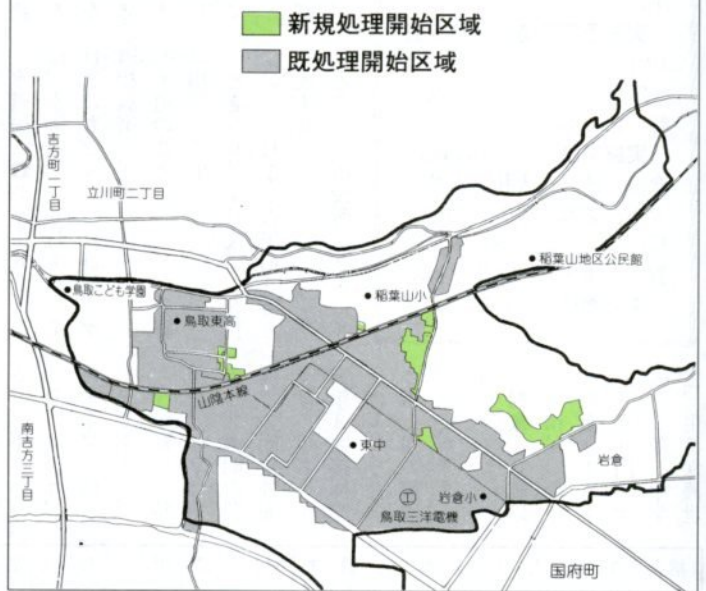 新規処理開始区域
既処理開始区域
吉方町一丁目
立川町二丁目
稲葉山地区公民館
鳥取こども学園
稲葉山小
鳥取東高
山陰本線
東中
南吉方三丁目
岩倉
工
岩倉小
鳥取三洋電機
国府町